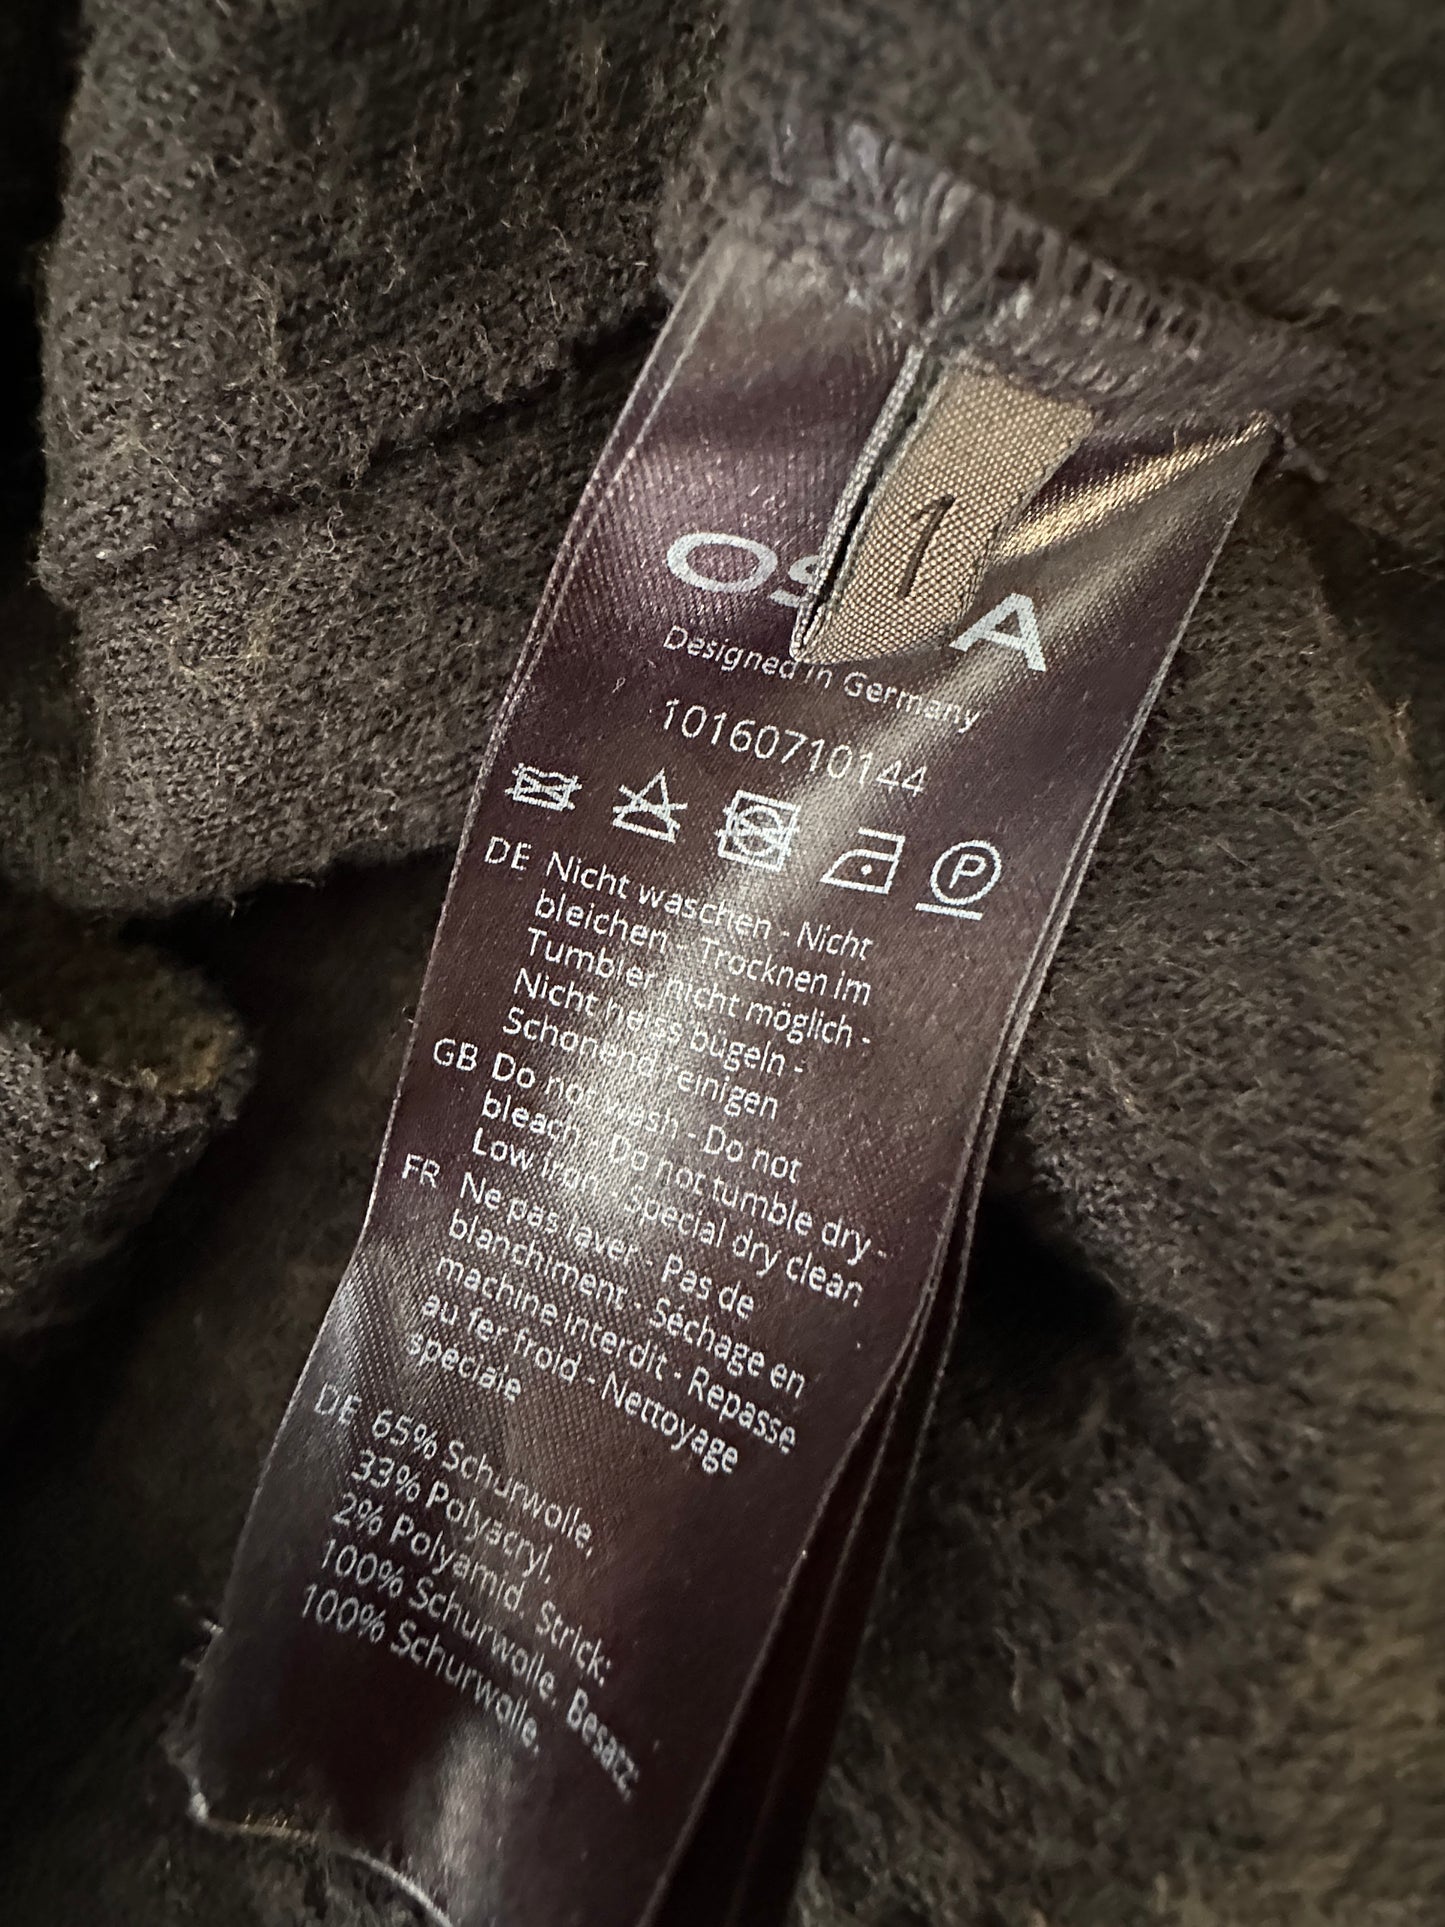 1
Designed in Germany
10160710144
P
DE Nicht waschen - Nicht
bleichen - Trocknen im
Tumbler nicht möglich -
Nicht heiss bügeln -
Schonend reinigen
GB Do not wash - Do not
bleach - Do not tumble dry -
Low iron - Special dry clean
FR Ne pas laver - Pas de
blanchiment - Séchage en
machine interdit - Repasse
au fer froid - Nettoyage
speciale
DE 65% Schurwolle,
33% Polyacryl,
2% Polyamid. Strick:
100% Schurwolle. Besatz:
100% Schurwolle.